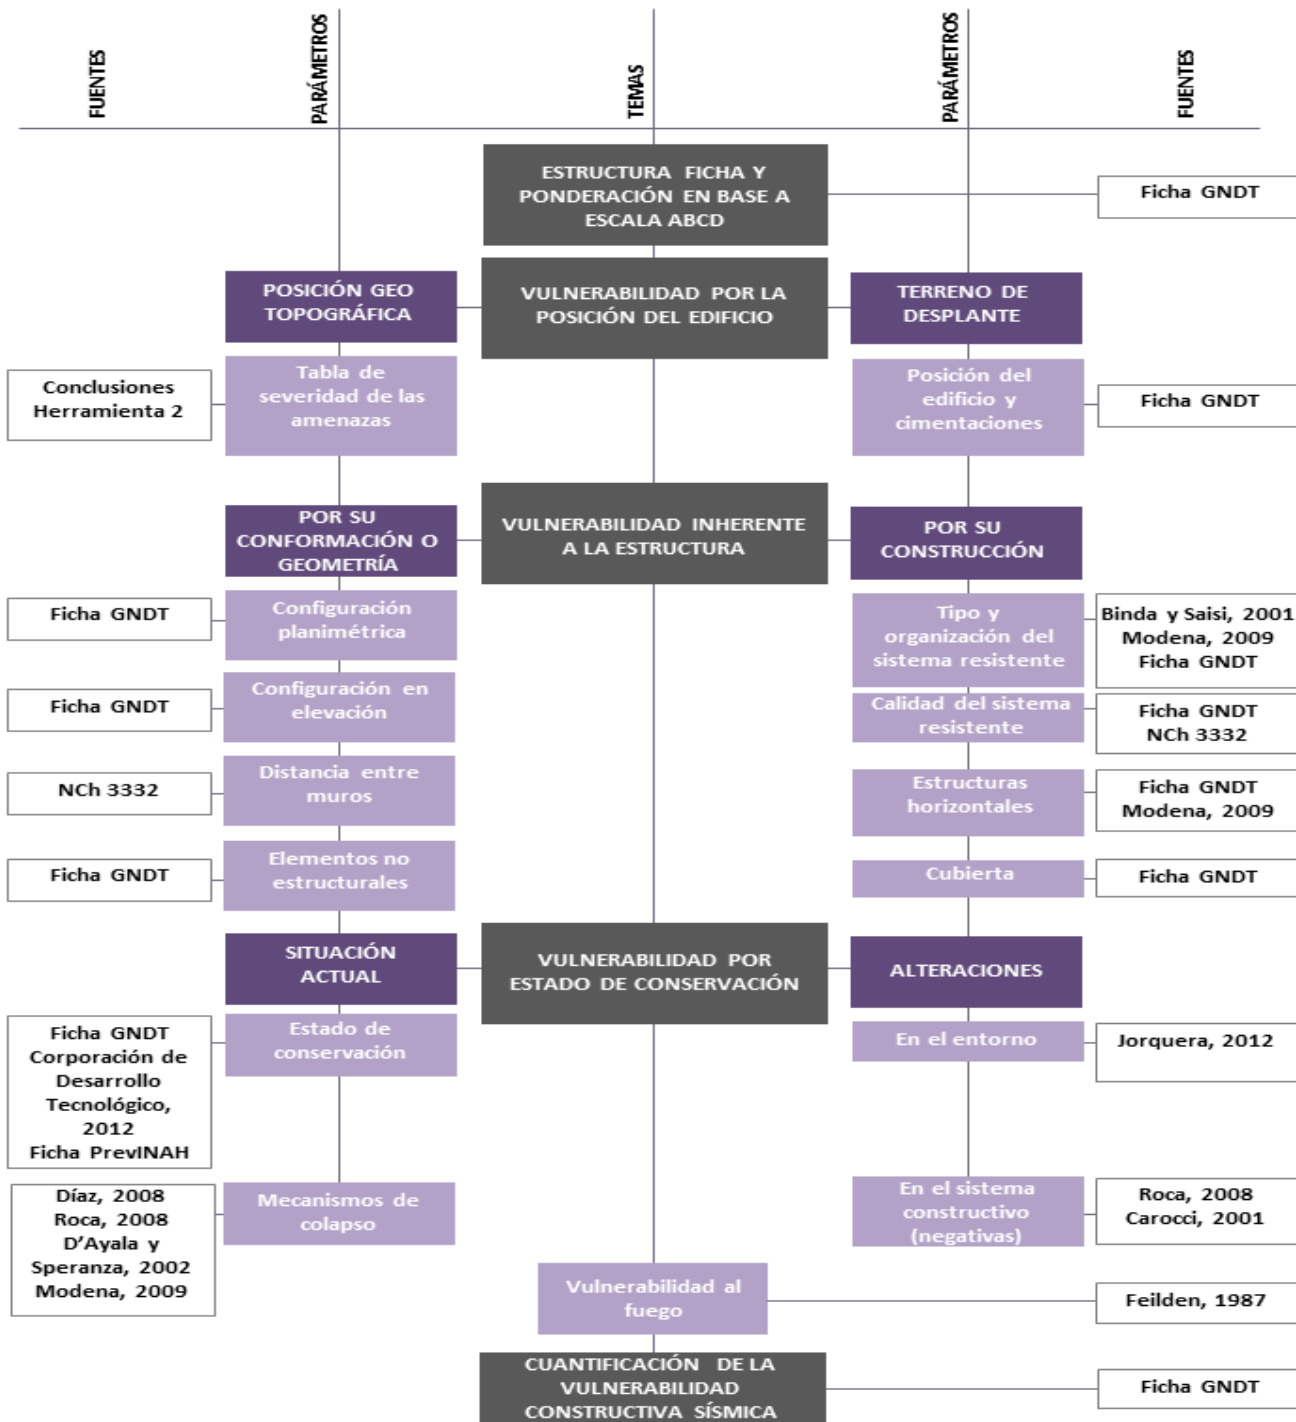 FUENTES
PARÁMETROS
TEMAS
PARÁMETROS
FUENTES
ESTRUCTURA FICHA Y
PONDERACIÓN EN BASE A
ESCALA ABCD
Ficha GNDT
POSICIÓN GEO
TOPOGRÁFICA
VULNERABILIDAD POR LA
POSICIÓN DEL EDIFICIO
TERRENO DE
DESPLANTE
Conclusiones
Herramienta 2
Tabla de
severidad de las
amenazas
Posición del
edificio y
cimentaciones
Ficha GNDT
POR SU
CONFORMACIÓN O
GEOMETRÍA
VULNERABILIDAD INHERENTE
A LA ESTRUCTURA
POR SU
CONSTRUCCIÓN
Ficha GNDT
Configuración
planimétrica
Tipo y
organización del
sistema resistente
Binda y Saisi, 2001
Modena, 2009
Ficha GNDT
Ficha GNDT
Configuración en
elevación
Calidad del sistema
resistente
Ficha GNDT
NCh 3332
NCh 3332
Distancia entre
muros
Estructuras
horizontales
Ficha GNDT
Modena, 2009
Ficha GNDT
Elementos no
estructurales
Cubierta
Ficha GNDT
SITUACIÓN
ACTUAL
VULNERABILIDAD POR
ESTADO DE CONSERVACIÓN
ALTERACIONES
Ficha GNDT
Corporación de
Desarrollo
Tecnológico,
2012
Ficha PrevINAH
Estado de
conservación
En el entorno
Jorquera, 2012
Díaz, 2008
Roca, 2008
D'Ayala y
Speranza, 2002
Modena, 2009
Mecanismos de
colapso
En el sistema
constructivo
(negativas)
Roca, 2008
Carocci, 2001
Vulnerabilidad al
fuego
Feilden, 1987
CUANTIFICACIÓN DE LA
VULNERABILIDAD
CONSTRUCTIVA SÍSMICA
Ficha GNDT